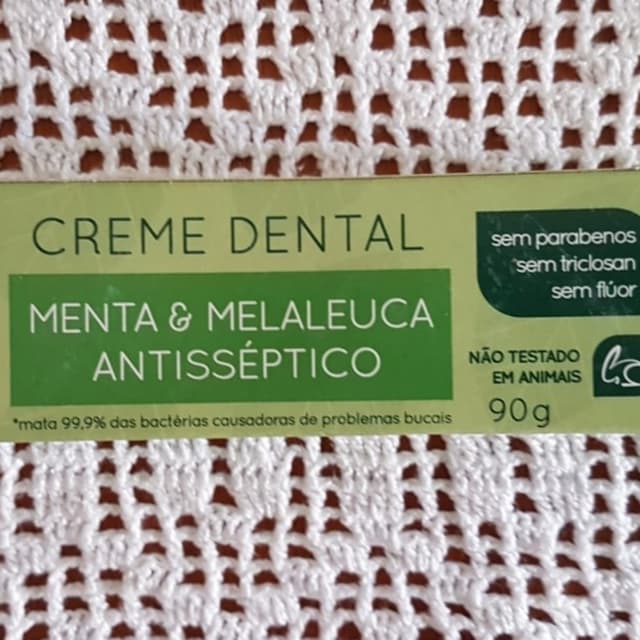 CREME DENTAL
MENTA & MELALEUCA
ANTISSÉPTICO
*mata 99,9% das bactérias causadoras de problemas bucais
sem parabenos
sem triclosan
sem flúor
NÃO TESTADO
EM ANIMAIS
90g